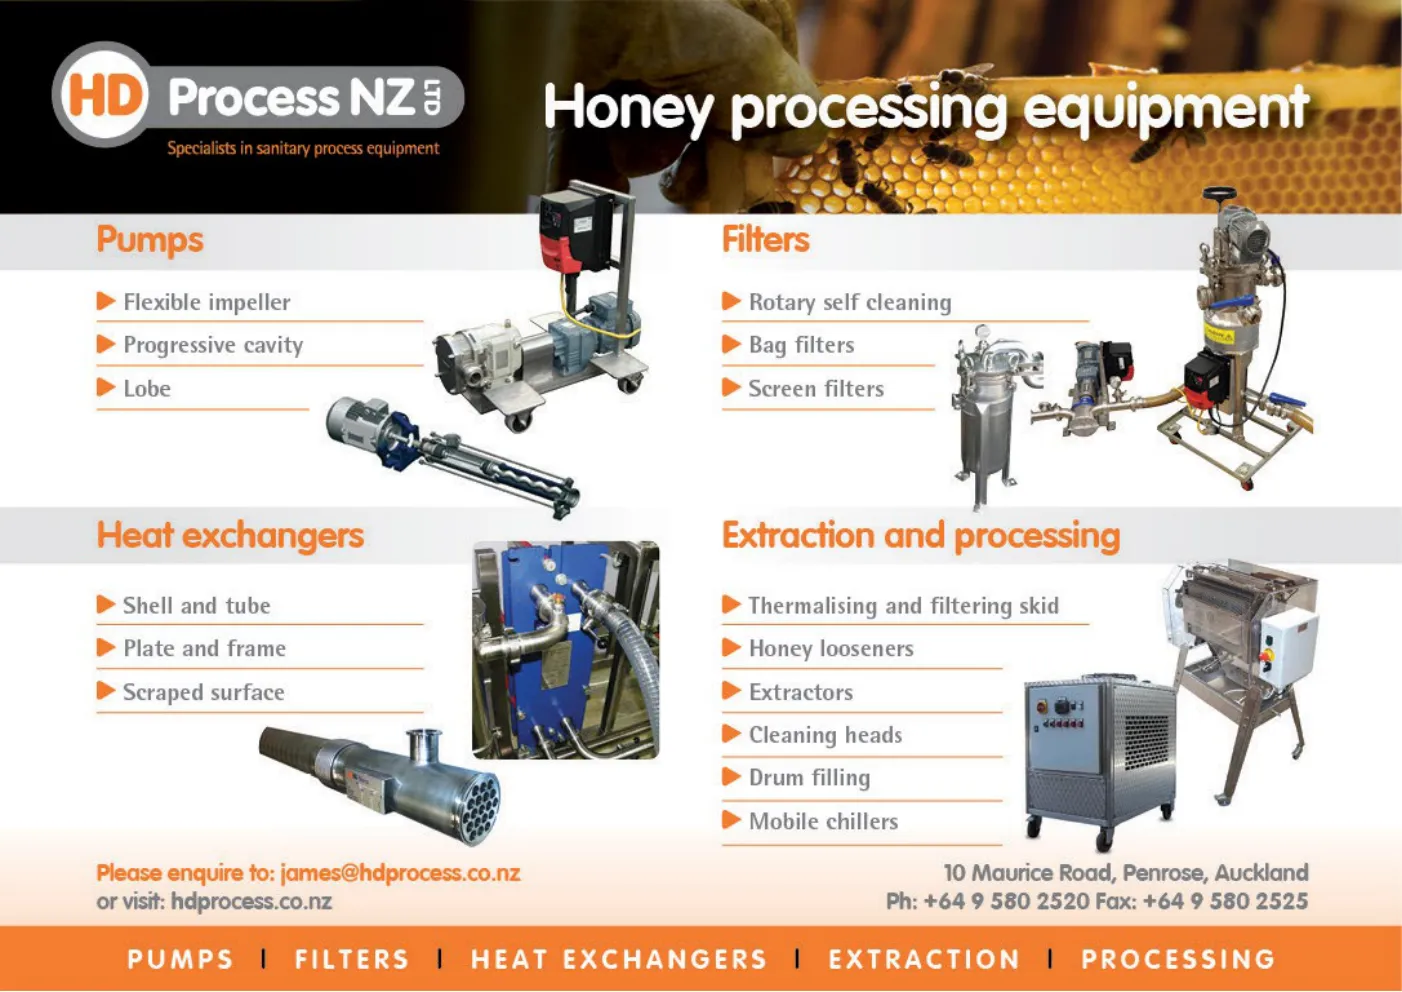 HD Process NZ LTD
Specialists in sanitary process equipment
Honey processing equipment
Pumps
Flexible impeller
Progressive cavity
Lobe
Filters
Rotary self cleaning
Bag filters
Screen filters
Heat exchangers
Shell and tube
Plate and frame
Scraped surface
Extraction and processing
Thermalising and filtering skid
Honey looseners
Extractors
Cleaning heads
Drum filling
Mobile chillers
Please enquire to: james@hdprocess.co.nz
or visit: hdprocess.co.nz
10 Maurice Road, Penrose, Auckland
Ph: +64 9 580 2520 Fax: +64 9 580 2525
PUMPS | FILTERS | HEAT EXCHANGERS | EXTRACTION | PROCESSING